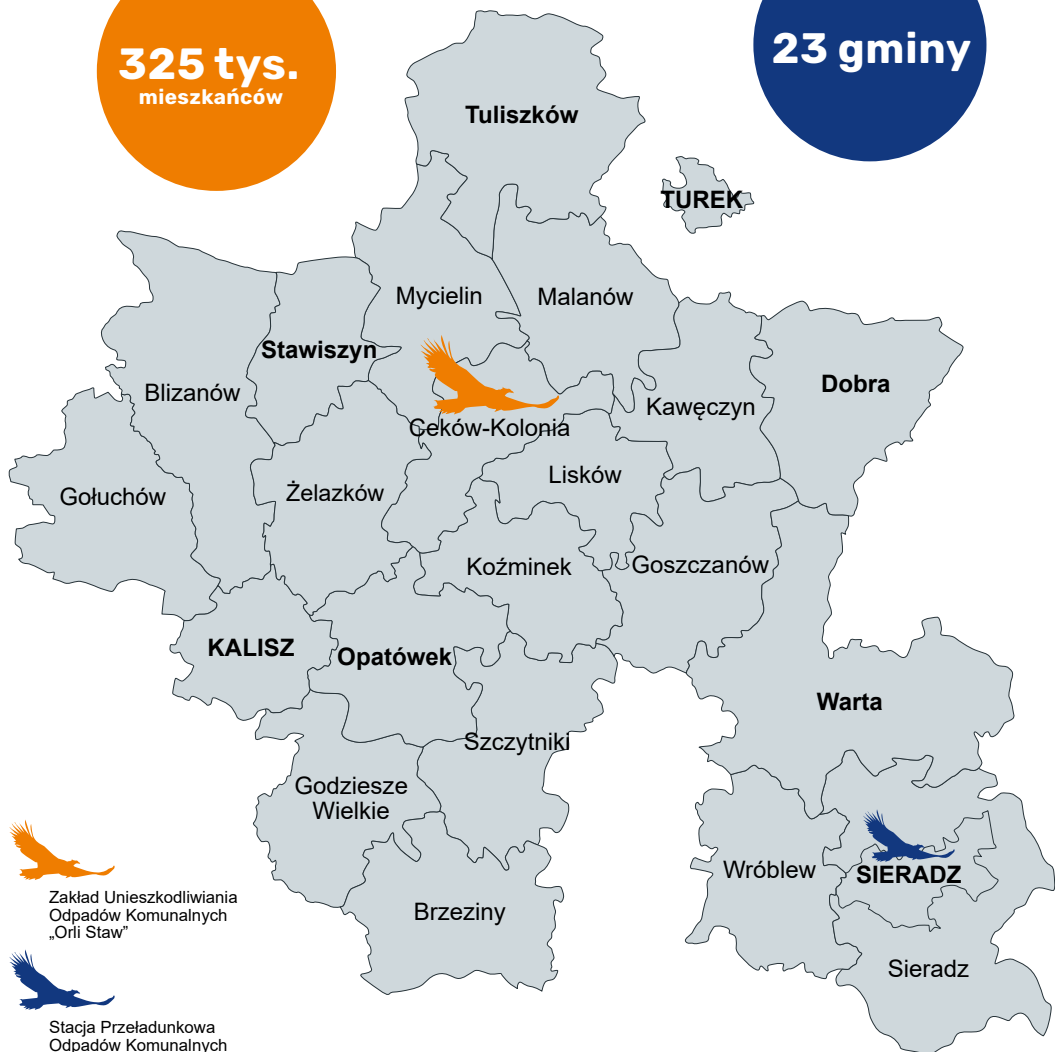 325 tys.
mieszkańców
23 gminy
Tuliszków
TUREK
Mycielin
Malanów
Stawiszyn
Blizanów
Dobra
Kawęczyn
Ceków-Kolonia
Lisków
Gołuchów
Żelazków
Koźminek
Goszczanów
KALISZ
Opatówek
Warta
Szczytniki
Godziesze
Wielkie
Wróblew
SIERADZ
Brzeziny
Sieradz
Zakład Unieszkodliwiania
Odpadów Komunalnych
„Orli Staw”
Stacja Przeładunkowa
Odpadów Komunalnych